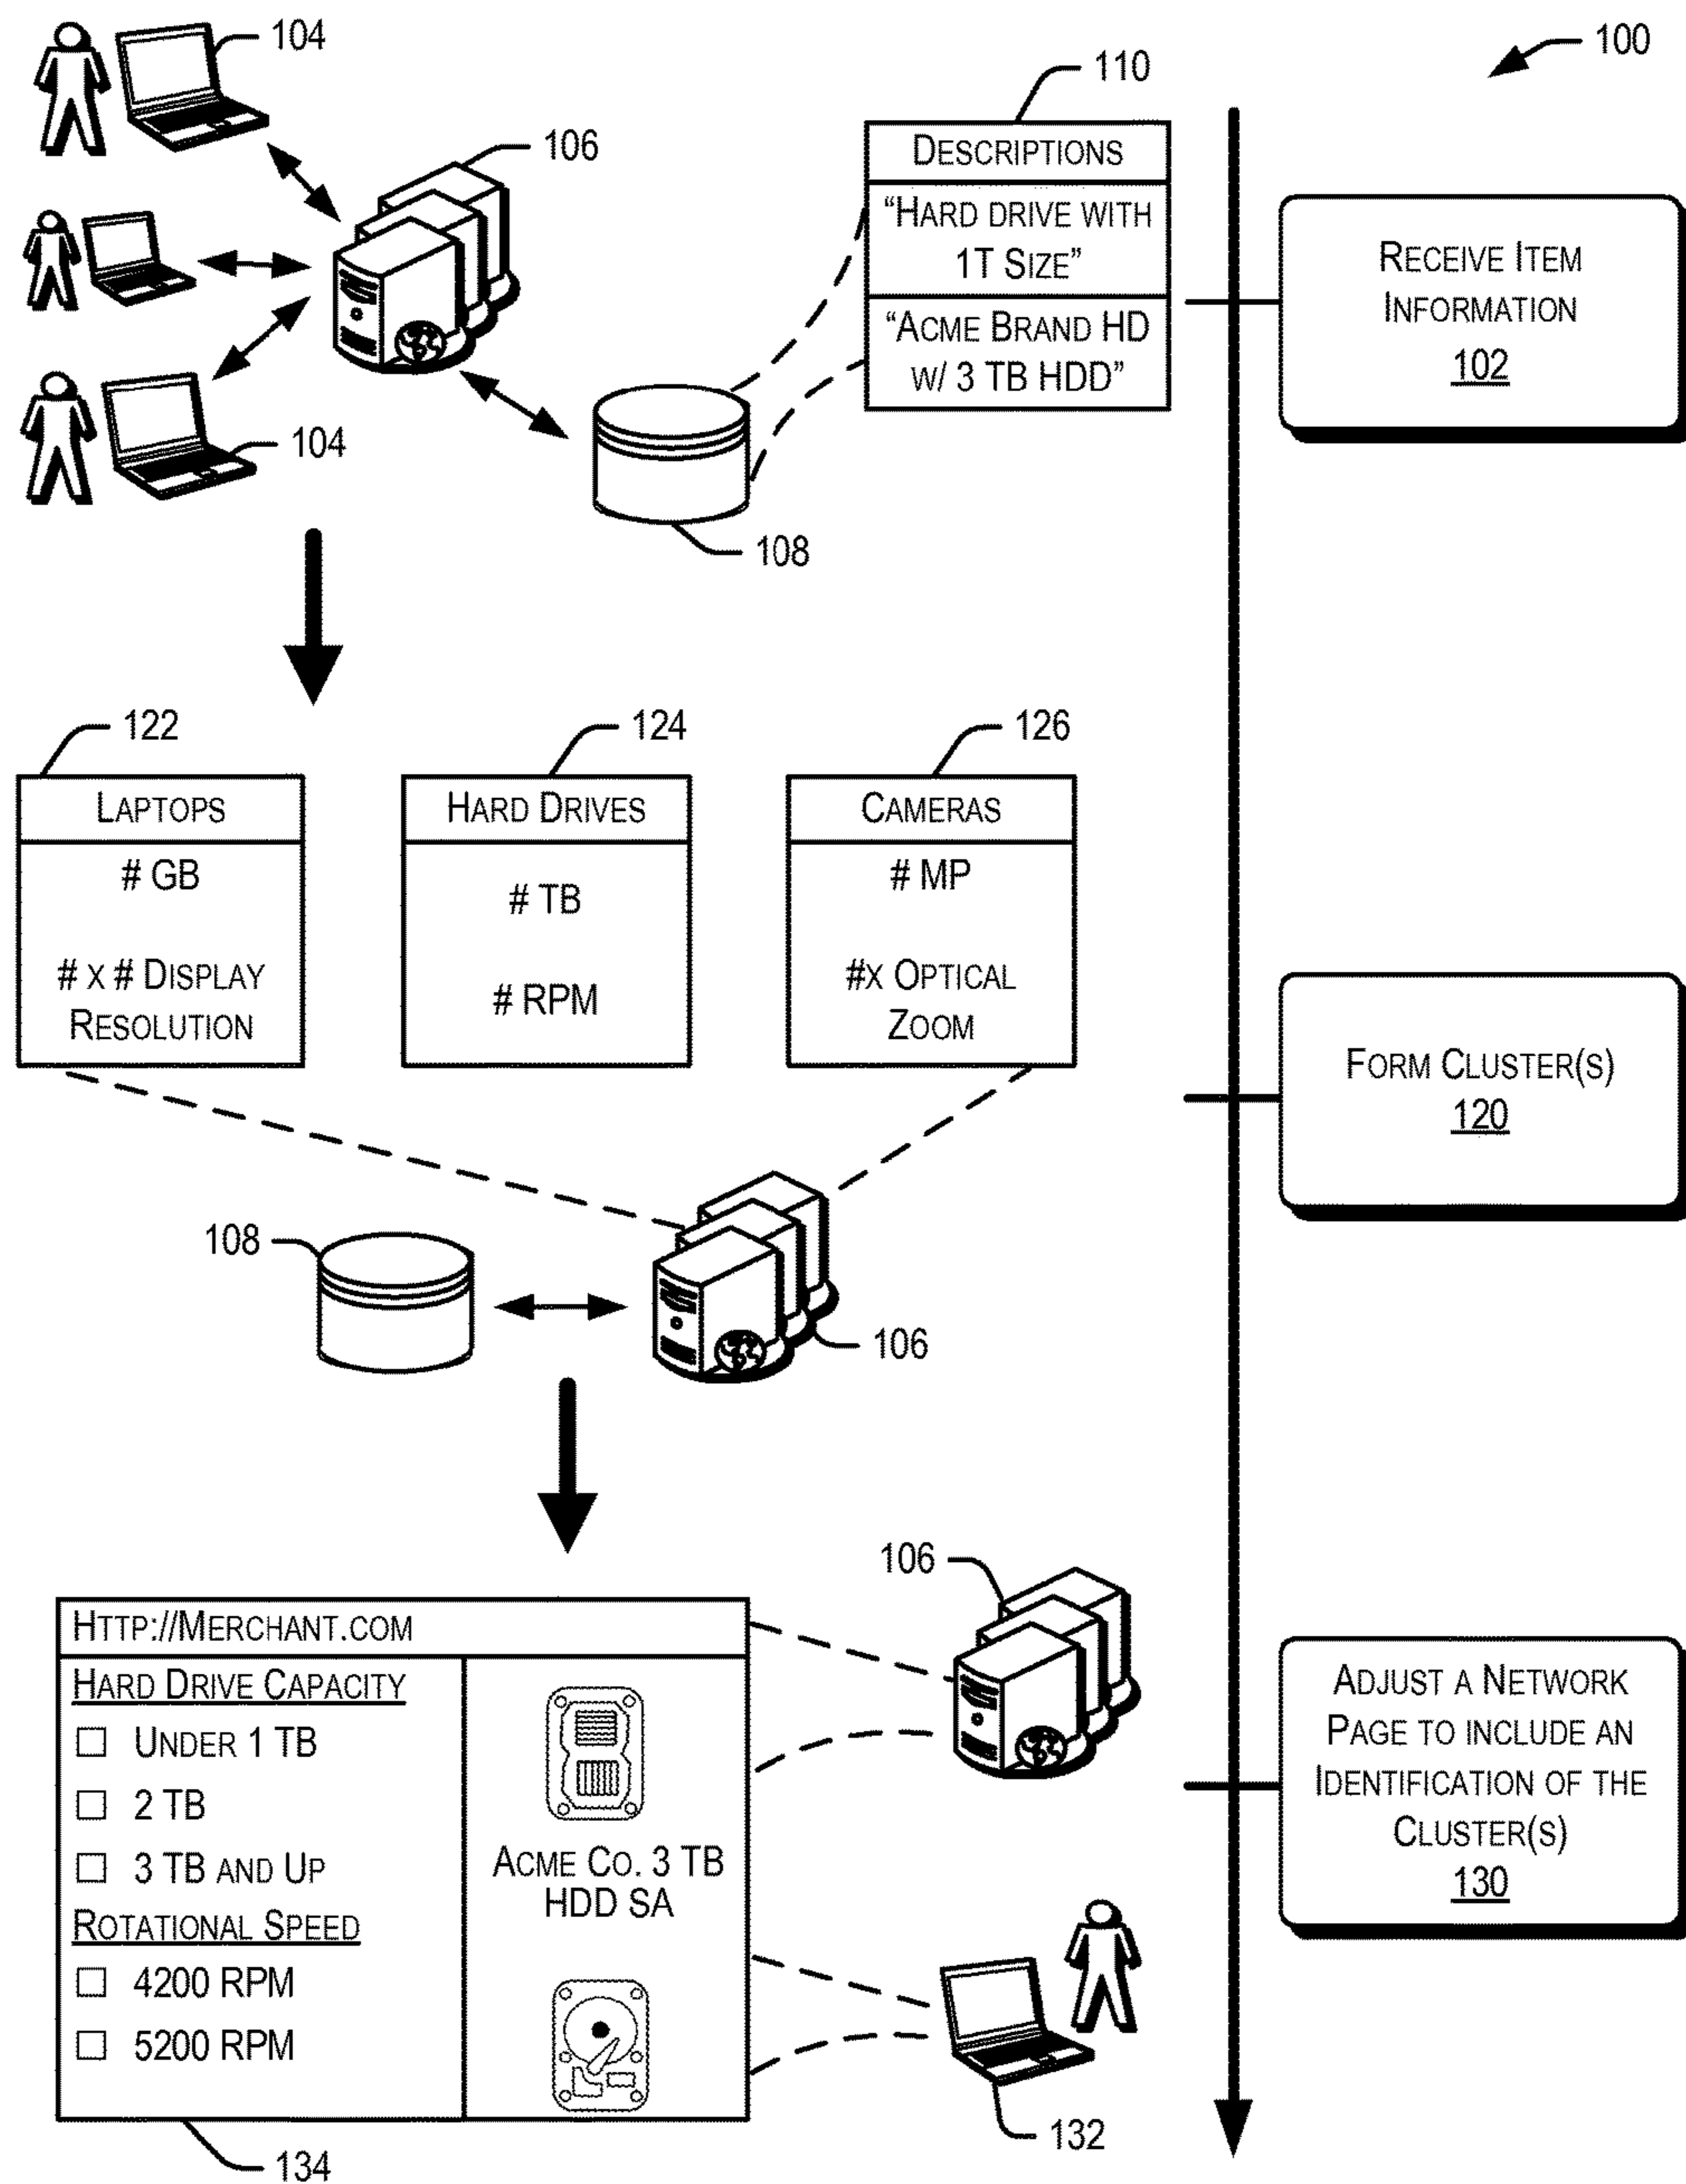 104
100
110
106
DESCRIPTIONS
"HARD DRIVE WITH
1T SIZE"
"ACME BRAND HD
W/ 3 TB HDD"
RECEIVE ITEM
INFORMATION
102
104
108
122
124
126
LAPTOPS
# GB
# X # DISPLAY
RESOLUTION
HARD DRIVES
# TB
# RPM
CAMERAS
# MP
#X OPTICAL
ZOOM
FORM CLUSTER(S)
120
108
106
106
HTTP://MERCHANT.COM
HARD DRIVE CAPACITY
UNDER 1 TB
2 TB
3 TB AND UP
ROTATIONAL SPEED
4200 RPM
5200 RPM
ACME CO. 3 TB
HDD SA
ADJUST A NETWORK
PAGE TO INCLUDE AN
IDENTIFICATION OF THE
CLUSTER(S)
130
132
134